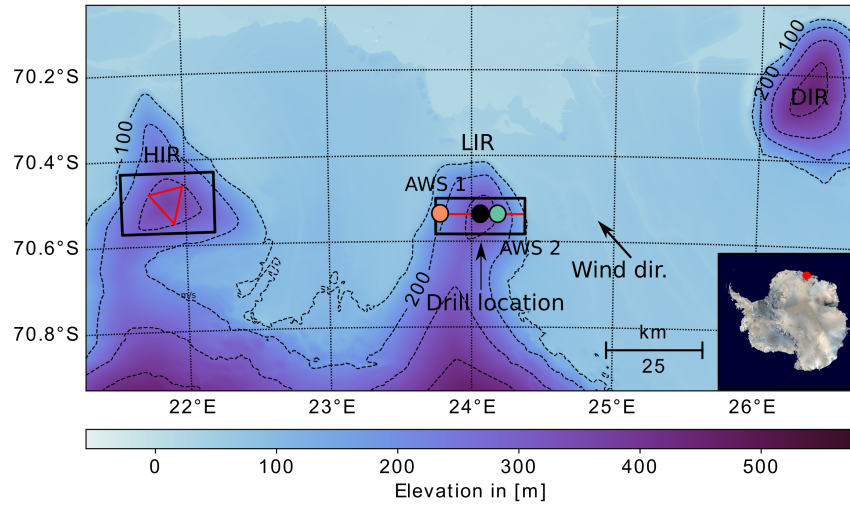 70.2°S
70.4°S
70.6°S
70.8°S
100
HIR
LIR
AWS 1
AWS 2
200
Drill location
Wind dir.
100
200
DIR
km
25
22°E
23°E
24°E
25°E
26°E
0
100
200
300
400
500
Elevation in [m]